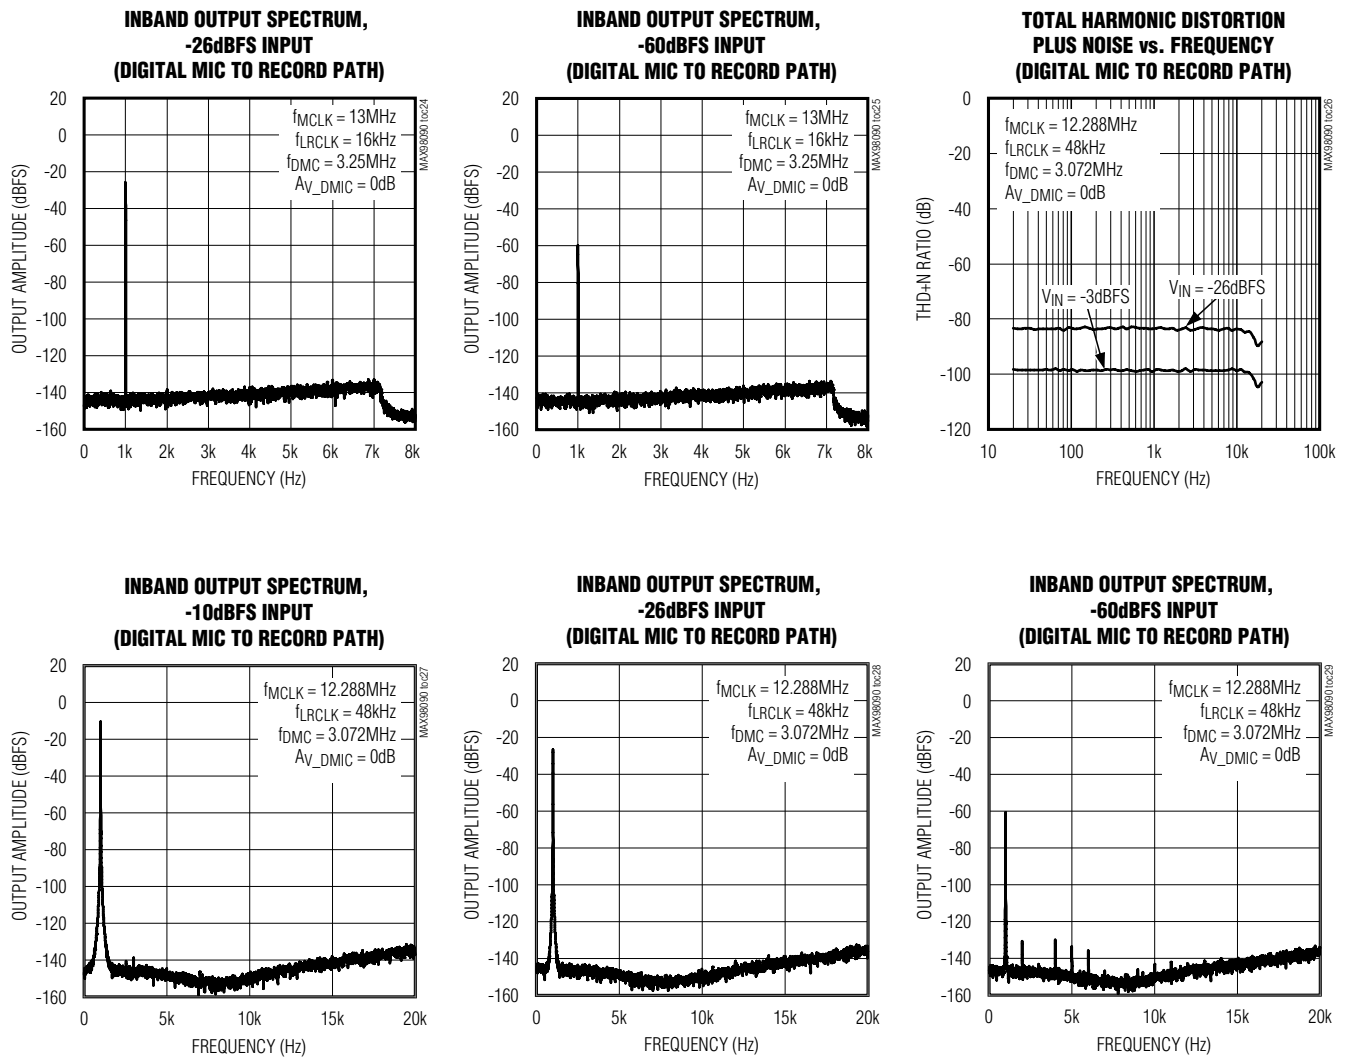 INBAND OUTPUT SPECTRUM,
-26dBFS INPUT
(DIGITAL MIC TO RECORD PATH)
20
0
-20
-40
-60
-80
-100
-120
-140
-160
OUTPUT AMPLITUDE (dBFS)
fMCLK = 13MHz
fLRCLK = 16kHz
fDMC = 3.25MHz
AV_DMIC = 0dB
MAX98090 toc24
0 1k 2k 3k 4k 5k 6k 7k 8k
FREQUENCY (Hz)
INBAND OUTPUT SPECTRUM,
-60dBFS INPUT
(DIGITAL MIC TO RECORD PATH)
20
0
-20
-40
-60
-80
-100
-120
-140
-160
OUTPUT AMPLITUDE (dBFS)
fMCLK = 13MHz
fLRCLK = 16kHz
fDMC = 3.25MHz
AV_DMIC = 0dB
MAX98090 toc25
0 1k 2k 3k 4k 5k 6k 7k 8k
FREQUENCY (Hz)
TOTAL HARMONIC DISTORTION
PLUS NOISE vs. FREQUENCY
(DIGITAL MIC TO RECORD PATH)
0
-20
-40
-60
-80
-100
-120
THD+N RATIO (dB)
fMCLK = 12.288MHz
fLRCLK = 48kHz
fDMC = 3.072MHz
AV_DMIC = 0dB
VIN = -3dBFS
VIN = -26dBFS
MAX98090 toc26
10 100 1k 10k 100k
FREQUENCY (Hz)
INBAND OUTPUT SPECTRUM,
-10dBFS INPUT
(DIGITAL MIC TO RECORD PATH)
20
0
-20
-40
-60
-80
-100
-120
-140
-160
OUTPUT AMPLITUDE (dBFS)
fMCLK = 12.288MHz
fLRCLK = 48kHz
fDMC = 3.072MHz
AV_DMIC = 0dB
MAX98090 toc27
0 5k 10k 15k 20k
FREQUENCY (Hz)
INBAND OUTPUT SPECTRUM,
-26dBFS INPUT
(DIGITAL MIC TO RECORD PATH)
20
0
-20
-40
-60
-80
-100
-120
-140
-160
OUTPUT AMPLITUDE (dBFS)
fMCLK = 12.288MHz
fLRCLK = 48kHz
fDMC = 3.072MHz
AV_DMIC = 0dB
MAX98090 toc28
0 5k 10k 15k 20k
FREQUENCY (Hz)
INBAND OUTPUT SPECTRUM,
-60dBFS INPUT
(DIGITAL MIC TO RECORD PATH)
20
0
-20
-40
-60
-80
-100
-120
-140
-160
OUTPUT AMPLITUDE (dBFS)
fMCLK = 12.288MHz
fLRCLK = 48kHz
fDMC = 3.072MHz
AV_DMIC = 0dB
MAX98090 toc29
0 5k 10k 15k 20k
FREQUENCY (Hz)